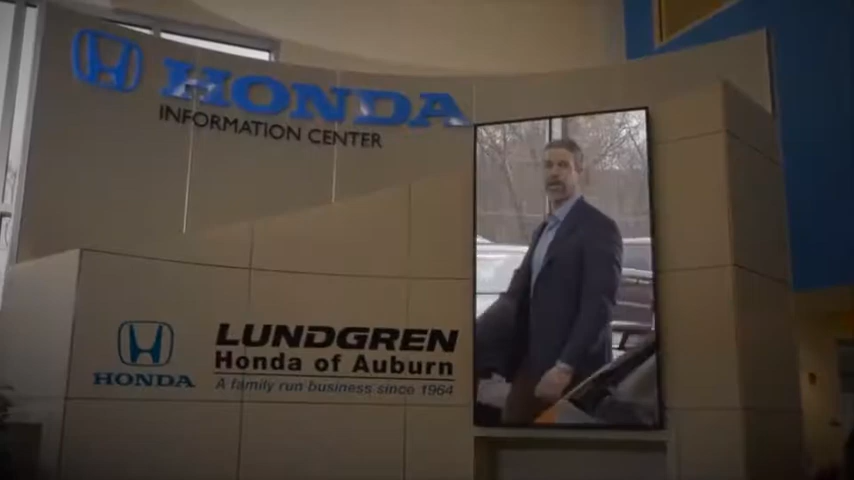 HONDA
INFORMATION CENTER
LUNDGREN
Honda of Auburn
A family run business since 1964
HONDA